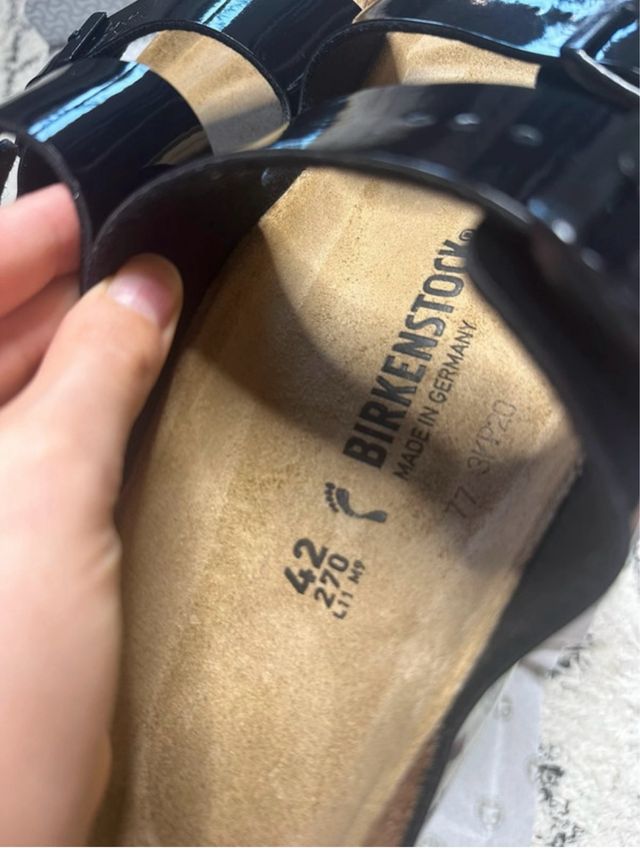 BIRKENSTOCK®
MADE IN GERMANY
42
270
L11 M9